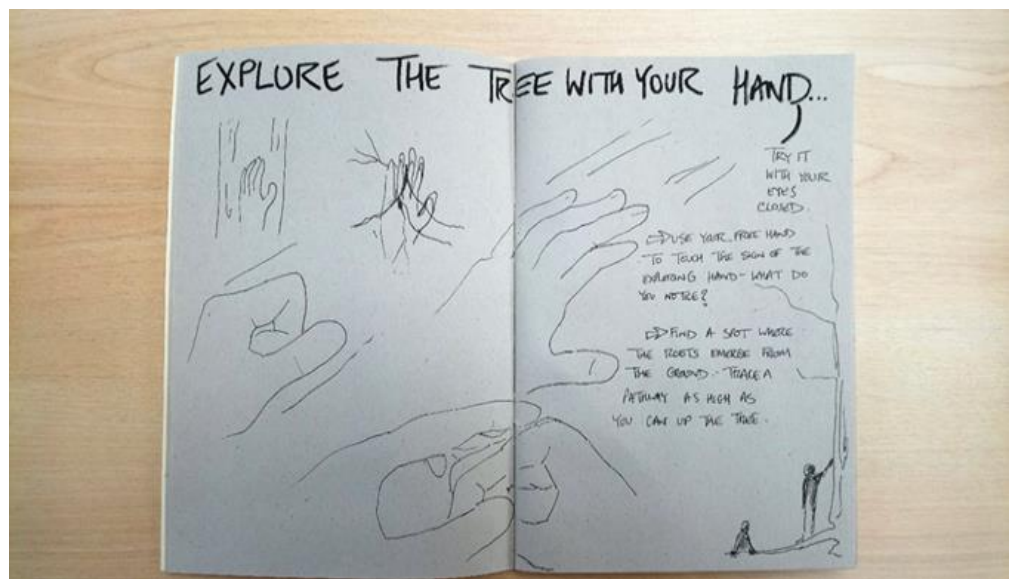 EXPLORE THE TREE WITH YOUR HAND...
TRY IT
WITH YOUR
EYES
CLOSED.
USE YOUR FREE HAND
TO TOUCH THE SKIN OF THE
EXPLORING HAND - WHAT DO
YOU NOTICE?
FIND A SPOT WHERE
THE ROOTS EMERGE FROM
THE GROUND. TRACE A
PATHWAY AS HIGH AS
YOU CAN UP THE TREE.